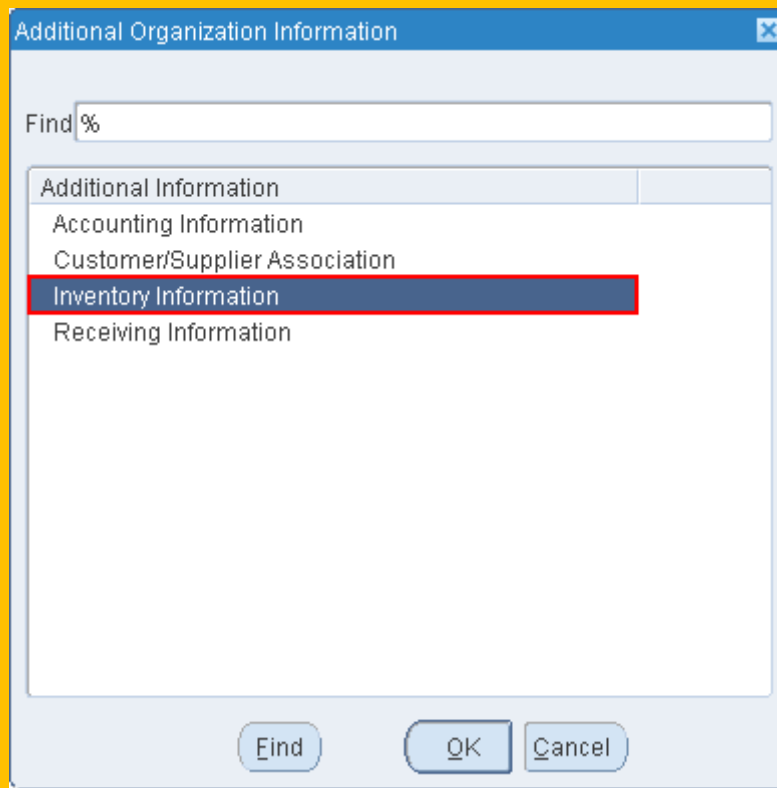 Additional Organization Information
Find %
Additional Information
Accounting Information
Customer/Supplier Association
Inventory Information
Receiving Information
Find OK Cancel